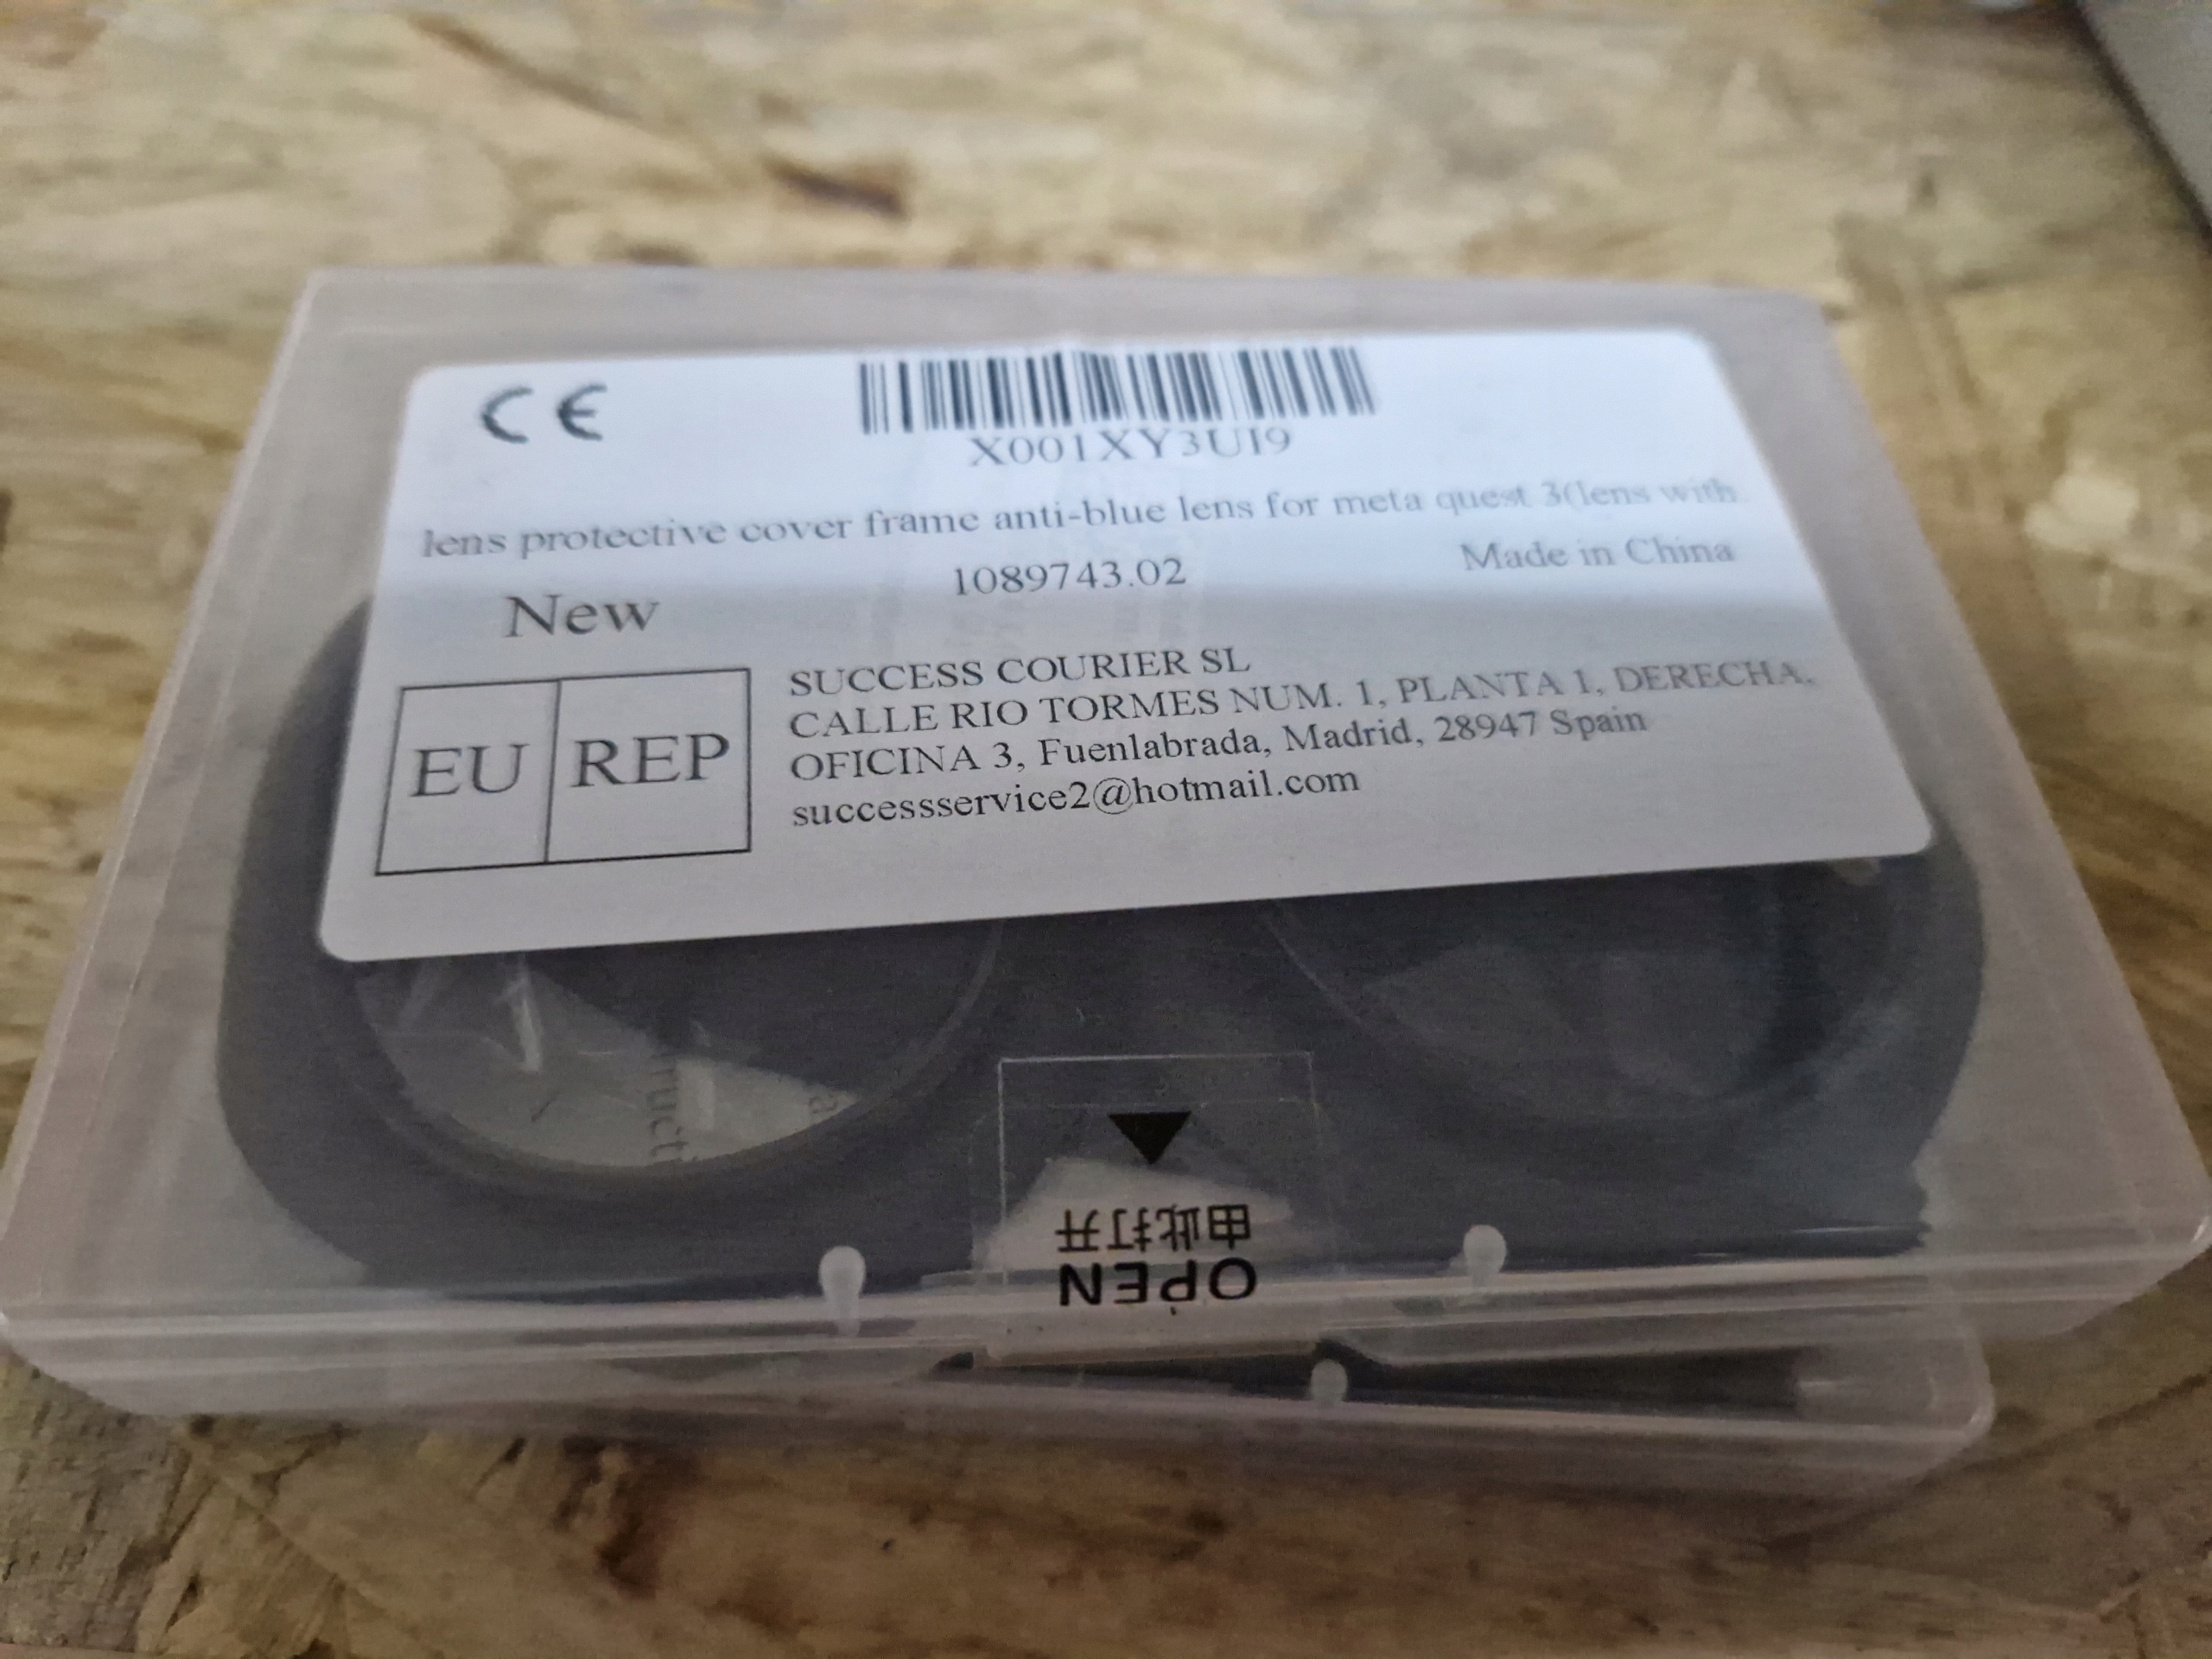 CE
X001XY3UI9
lens protective cover frame anti-blue lens for meta quest 3(lens with
1089743.02
Made in China
New
EU REP
SUCCESS COURIER SL
CALLE RIO TORMES NUM. 1, PLANTA 1, DERECHA,
OFICINA 3, Fuenlabrada, Madrid, 28947 Spain
successservice2@hotmail.com
OPEN
由此打开